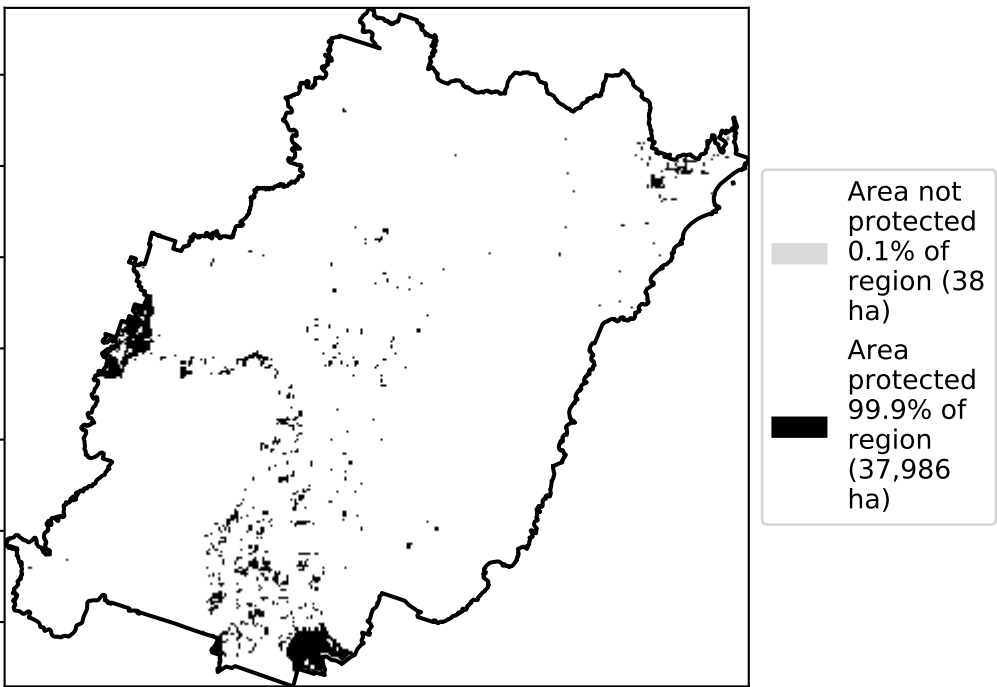 Area not
protected
0.1% of
region (38
ha)
Area
protected
99.9% of
region
(37,986
ha)